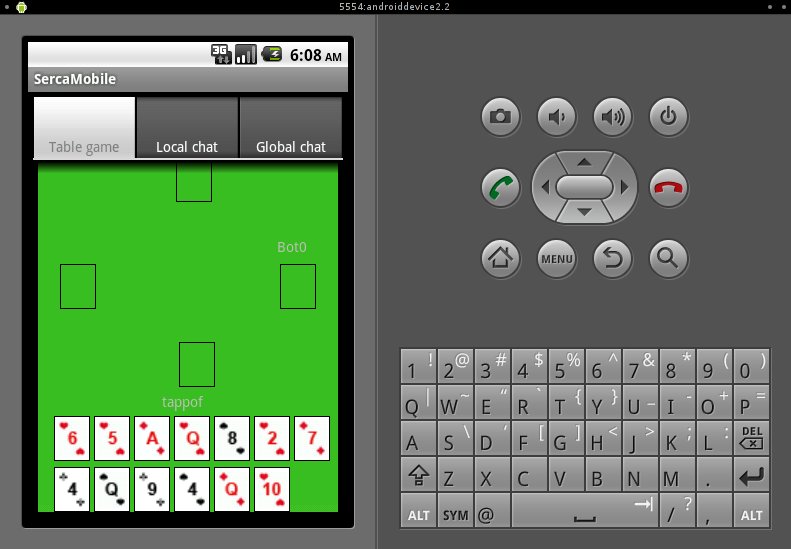 5554:androiddevice2.2
3G 6:08 AM
SercaMobile
Table game Local chat Global chat
Bot0
tappof
6 5 A Q 8 2 7
4 Q 9 4 Q 10
MENU
1 ! 2 @ 3 # 4 $ 5 % 6 ^ 7 & 8 * 9 ( 0 )
Q | W ~ E “ R ` T { Y } U _ I - O + P =
A S \ D ‘ F [ G ] H < J > K ; L : DEL
Z X C V B N M .
ALT SYM @ / ? , ALT